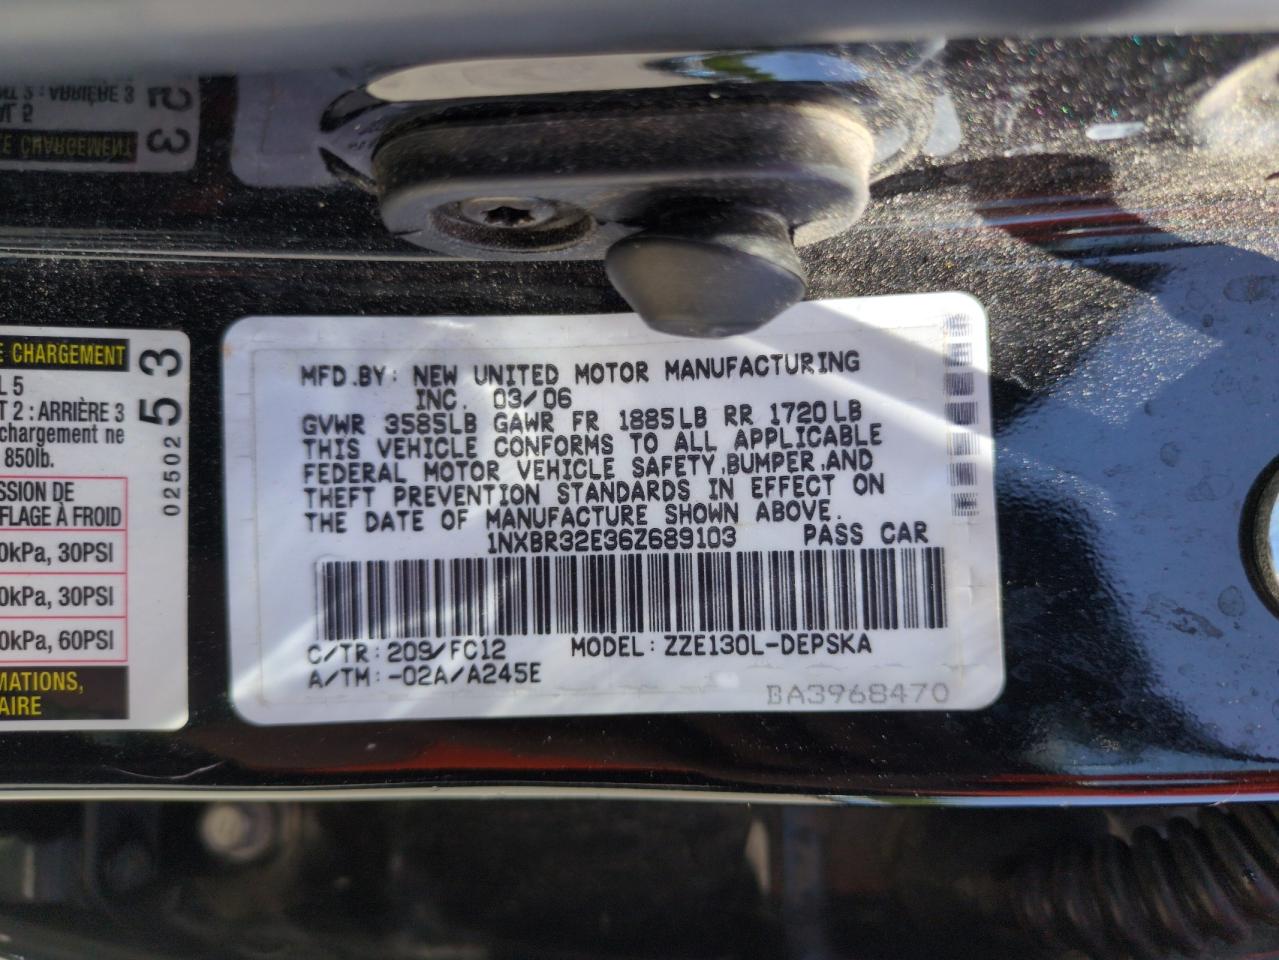 E CHARGEMENT
L 5
T 2 : ARRIÈRE 3
chargement ne
850lb.
SSION DE
FLAGE À FROID
0kPa, 30PSI
0kPa, 30PSI
0kPa, 60PSI
MATIONS,
AIRE
02502 53
MFD.BY: NEW UNITED MOTOR MANUFACTURING
INC. 03/06
GVWR 3585LB GAWR FR 1885LB RR 1720LB
THIS VEHICLE CONFORMS TO ALL APPLICABLE
FEDERAL MOTOR VEHICLE SAFETY,BUMPER,AND
THEFT PREVENTION STANDARDS IN EFFECT ON
THE DATE OF MANUFACTURE SHOWN ABOVE.
1NXBR32E36Z689103 PASS CAR
C/TR:209/FC12 MODEL:ZZE130L-DEPSKA
A/TM:-02A/A245E
BA3968470